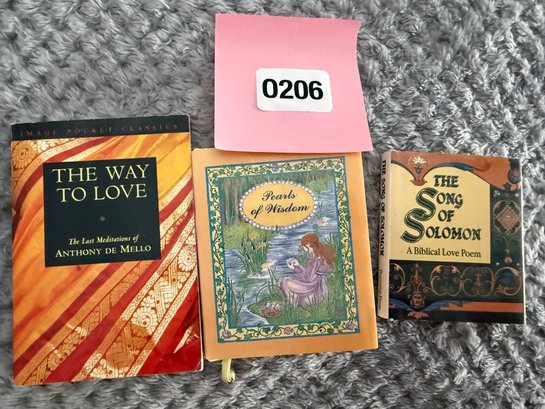 0206
IMAGE POCKET CLASSICS
THE WAY
TO LOVE
The Last Meditations of
ANTHONY DE MELLO
Pearls
of Wisdom
THE SONG OF SOLOMON
THE
SONG
OF
SOLOMON
A Biblical Love Poem